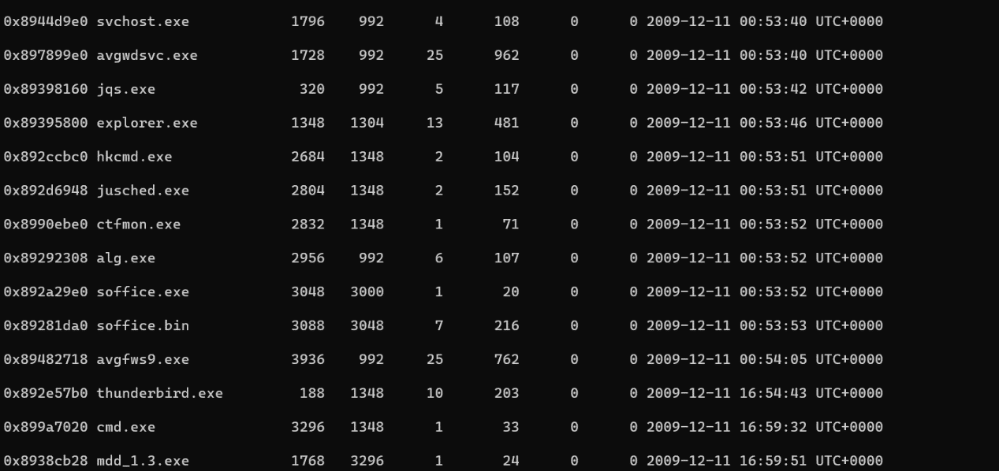 0x8944d9e0 svchost.exe 1796 992 4 108 0 0 2009-12-11 00:53:40 UTC+0000
0x897899e0 avgwdsvc.exe 1728 992 25 962 0 0 2009-12-11 00:53:40 UTC+0000
0x89398160 jqs.exe 320 992 5 117 0 0 2009-12-11 00:53:42 UTC+0000
0x89395800 explorer.exe 1348 1304 13 481 0 0 2009-12-11 00:53:46 UTC+0000
0x892ccbc0 hkcmd.exe 2684 1348 2 104 0 0 2009-12-11 00:53:51 UTC+0000
0x892d6948 jusched.exe 2804 1348 2 152 0 0 2009-12-11 00:53:51 UTC+0000
0x8990ebe0 ctfmon.exe 2832 1348 1 71 0 0 2009-12-11 00:53:52 UTC+0000
0x89292308 alg.exe 2956 992 6 107 0 0 2009-12-11 00:53:52 UTC+0000
0x892a29e0 soffice.exe 3048 3000 1 20 0 0 2009-12-11 00:53:52 UTC+0000
0x89281da0 soffice.bin 3088 3048 7 216 0 0 2009-12-11 00:53:53 UTC+0000
0x89482718 avgfws9.exe 3936 992 25 762 0 0 2009-12-11 00:54:05 UTC+0000
0x892e57b0 thunderbird.exe 188 1348 10 203 0 0 2009-12-11 16:54:43 UTC+0000
0x899a7020 cmd.exe 3296 1348 1 33 0 0 2009-12-11 16:59:32 UTC+0000
0x8938cb28 mdd_1.3.exe 1768 3296 1 24 0 0 2009-12-11 16:59:51 UTC+0000